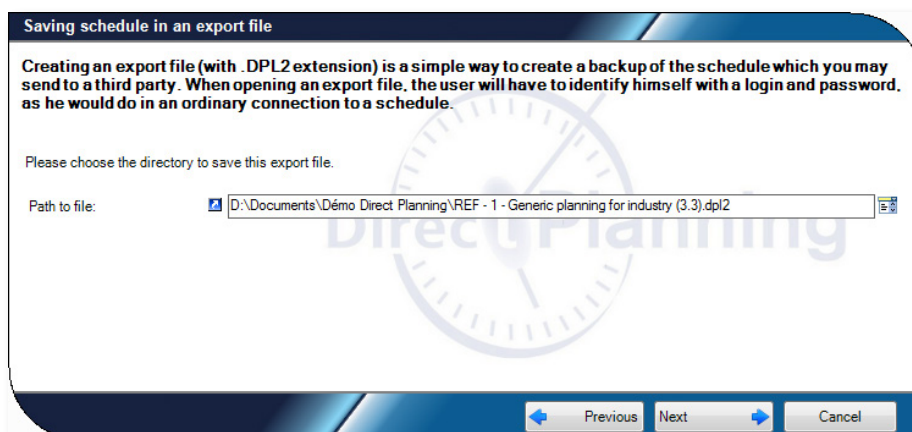 Saving schedule in an export file
Creating an export file (with .DPL2 extension) is a simple way to create a backup of the schedule which you may
send to a third party. When opening an export file, the user will have to identify himself with a login and password,
as he would do in an ordinary connection to a schedule.
Please choose the directory to save this export file.
Path to file: D:\Documents\Démo Direct Planning\REF - 1 - Generic planning for industry (3.3).dpl2
Direct Planning
Previous Next Cancel